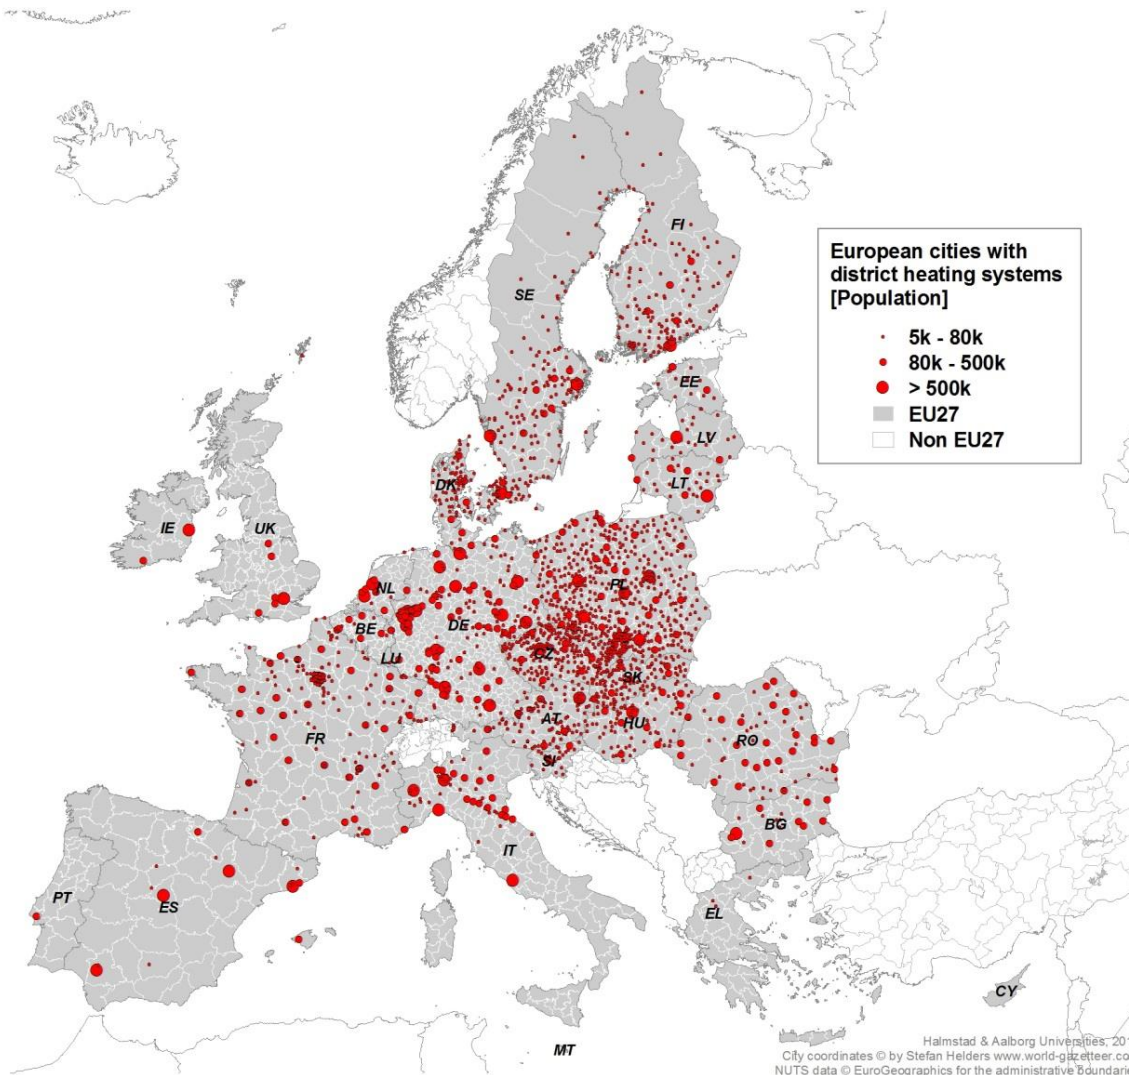 European cities with
district heating systems
[Population]
5k - 80k
80k - 500k
> 500k
EU27
Non EU27
FI
SE
EE
LV
LT
DK
IE
UK
NL
PL
BE
DE
LU
CZ
SK
AT
HU
FR
SI
RO
BG
IT
PT
ES
EL
CY
MT
Halmstad & Aalborg Universities, 201
City coordinates © by Stefan Helders www.world-gazetteer.co
NUTS data © EuroGeographics for the administrative boundarie